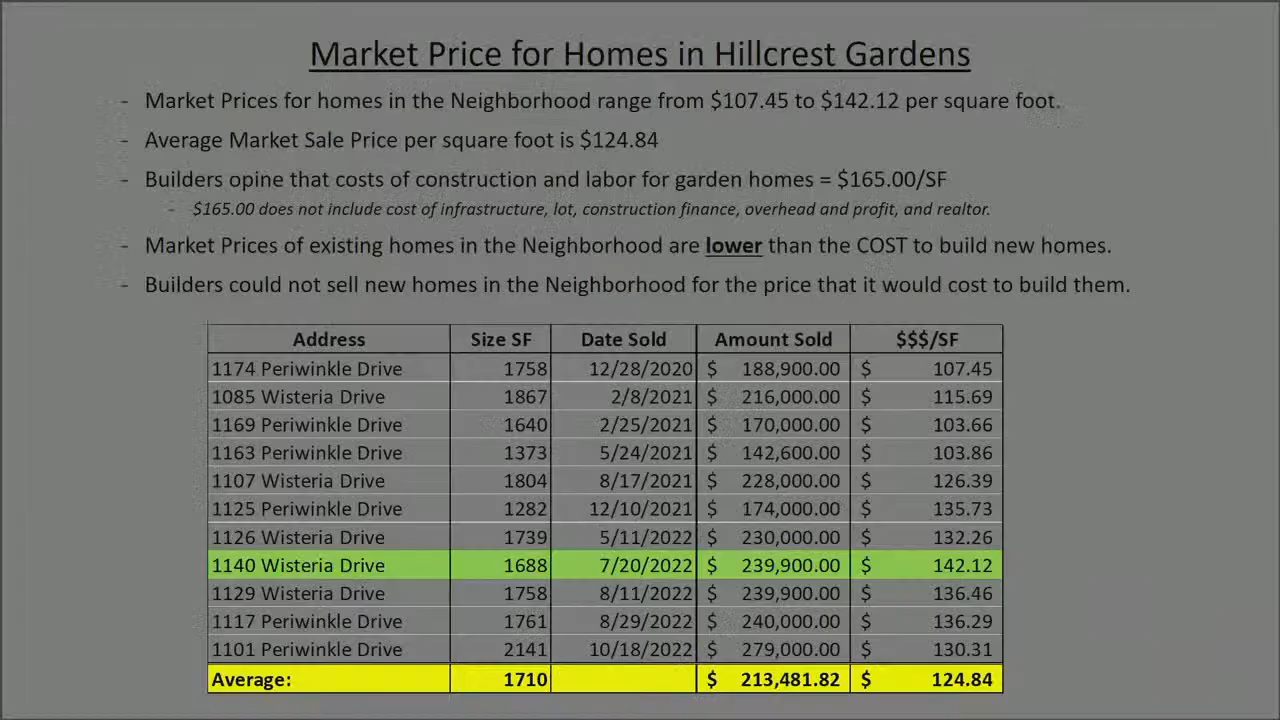 Market Price for Homes in Hillcrest Gardens
- Market Prices for homes in the Neighborhood range from $107.45 to $142.12 per square foot.
- Average Market Sale Price per square foot is $124.84
- Builders opine that costs of construction and labor for garden homes = $165.00/SF
- $165.00 does not include cost of infrastructure, lot, construction finance, overhead and profit, and realtor.
- Market Prices of existing homes in the Neighborhood are lower than the COST to build new homes.
- Builders could not sell new homes in the Neighborhood for the price that it would cost to build them.
Address Size SF Date Sold Amount Sold $$$/SF
1174 Periwinkle Drive 1758 12/28/2020 $ 188,900.00 $ 107.45
1085 Wisteria Drive 1867 2/8/2021 $ 216,000.00 $ 115.69
1169 Periwinkle Drive 1640 2/25/2021 $ 170,000.00 $ 103.66
1163 Periwinkle Drive 1373 5/24/2021 $ 142,600.00 $ 103.86
1107 Wisteria Drive 1804 8/17/2021 $ 228,000.00 $ 126.39
1125 Periwinkle Drive 1282 12/10/2021 $ 174,000.00 $ 135.73
1126 Wisteria Drive 1739 5/11/2022 $ 230,000.00 $ 132.26
1140 Wisteria Drive 1688 7/20/2022 $ 239,900.00 $ 142.12
1129 Wisteria Drive 1758 8/11/2022 $ 239,900.00 $ 136.46
1117 Periwinkle Drive 1761 8/29/2022 $ 240,000.00 $ 136.29
1101 Periwinkle Drive 2141 10/18/2022 $ 279,000.00 $ 130.31
Average: 1710 $ 213,481.82 $ 124.84